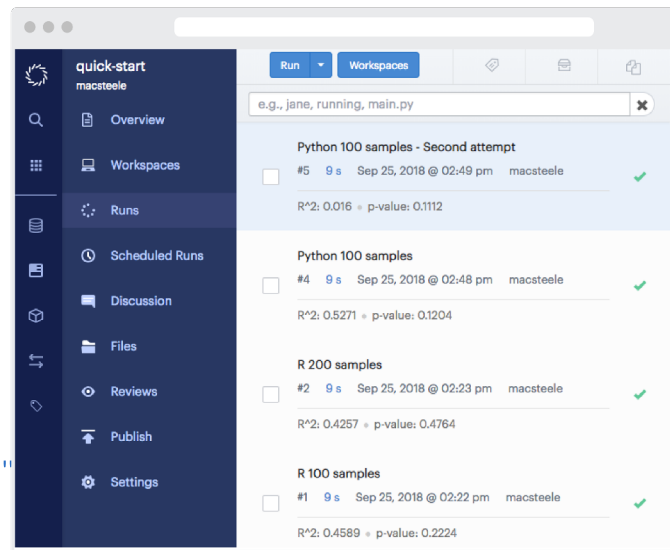 quick-start
macsteele
Overview
Workspaces
Runs
Scheduled Runs
Discussion
Files
Reviews
Publish
Settings
Run
Workspaces
e.g., jane, running, main.py
Python 100 samples - Second attempt
#5 9 s Sep 25, 2018 @ 02:49 pm macsteele
R^2: 0.016 • p-value: 0.1112
Python 100 samples
#4 9 s Sep 25, 2018 @ 02:48 pm macsteele
R^2: 0.5271 • p-value: 0.1204
R 200 samples
#2 9 s Sep 25, 2018 @ 02:23 pm macsteele
R^2: 0.4257 • p-value: 0.4764
R 100 samples
#1 9 s Sep 25, 2018 @ 02:22 pm macsteele
R^2: 0.4589 • p-value: 0.2224
"